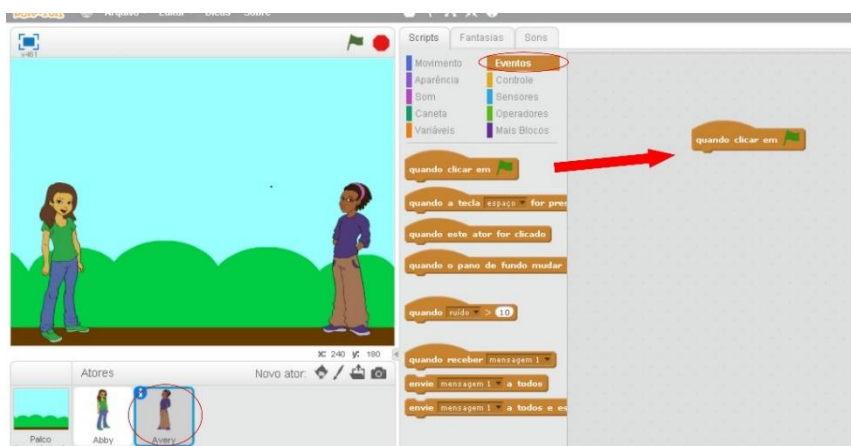 Arquivo Editar Dicas Sobre
v461
Scripts Fantasias Sons
Movimento Eventos
Aparência Controle
Som Sensores
Caneta Operadores
Variáveis Mais Blocos
quando clicar em
quando clicar em
quando a tecla espaço for pres
quando este ator for clicado
quando o pano de fundo mudar
quando ruído > 10
quando receber mensagem 1
envie mensagem 1 a todos
envie mensagem 1 a todos e es
x: 240 y: 180
Atores Novo ator:
Palco Abby Avery